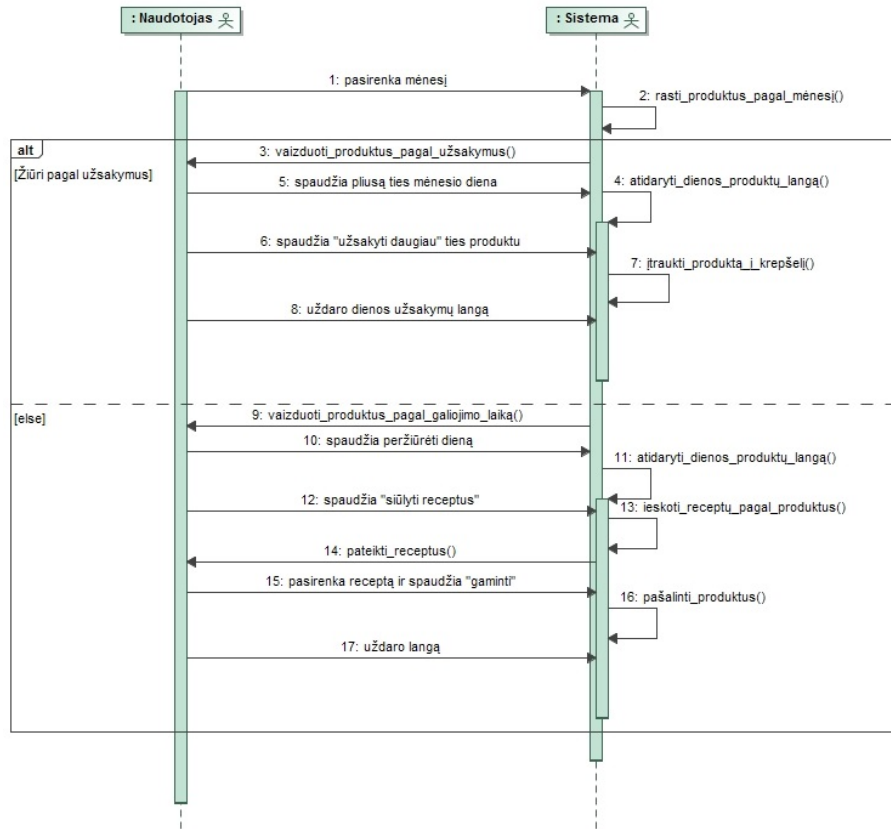 : Naudotojas
: Sistema
1: pasirenka mėnesį
2: rasti_produktus_pagal_mėnesį()
alt
3: vaizduoti_produktus_pagal_užsakymus()
[Žiūri pagal užsakymus]
5: spaudžia pliusą ties mėnesio diena
4: atidaryti_dienos_produktų_langą()
6: spaudžia "užsakyti daugiau" ties produktu
7: įtraukti_produktą_į_krepšelį()
8: uždaro dienos užsakymų langą
[else]
9: vaizduoti_produktus_pagal_galiojimo_laiką()
10: spaudžia peržiūrėti dieną
11: atidaryti_dienos_produktų_langą()
12: spaudžia "siūlyti receptus"
13: ieskoti_receptų_pagal_produktus()
14: pateikti_receptus()
15: pasirenka receptą ir spaudžia "gaminti"
16: pašalinti_produktus()
17: uždaro langą